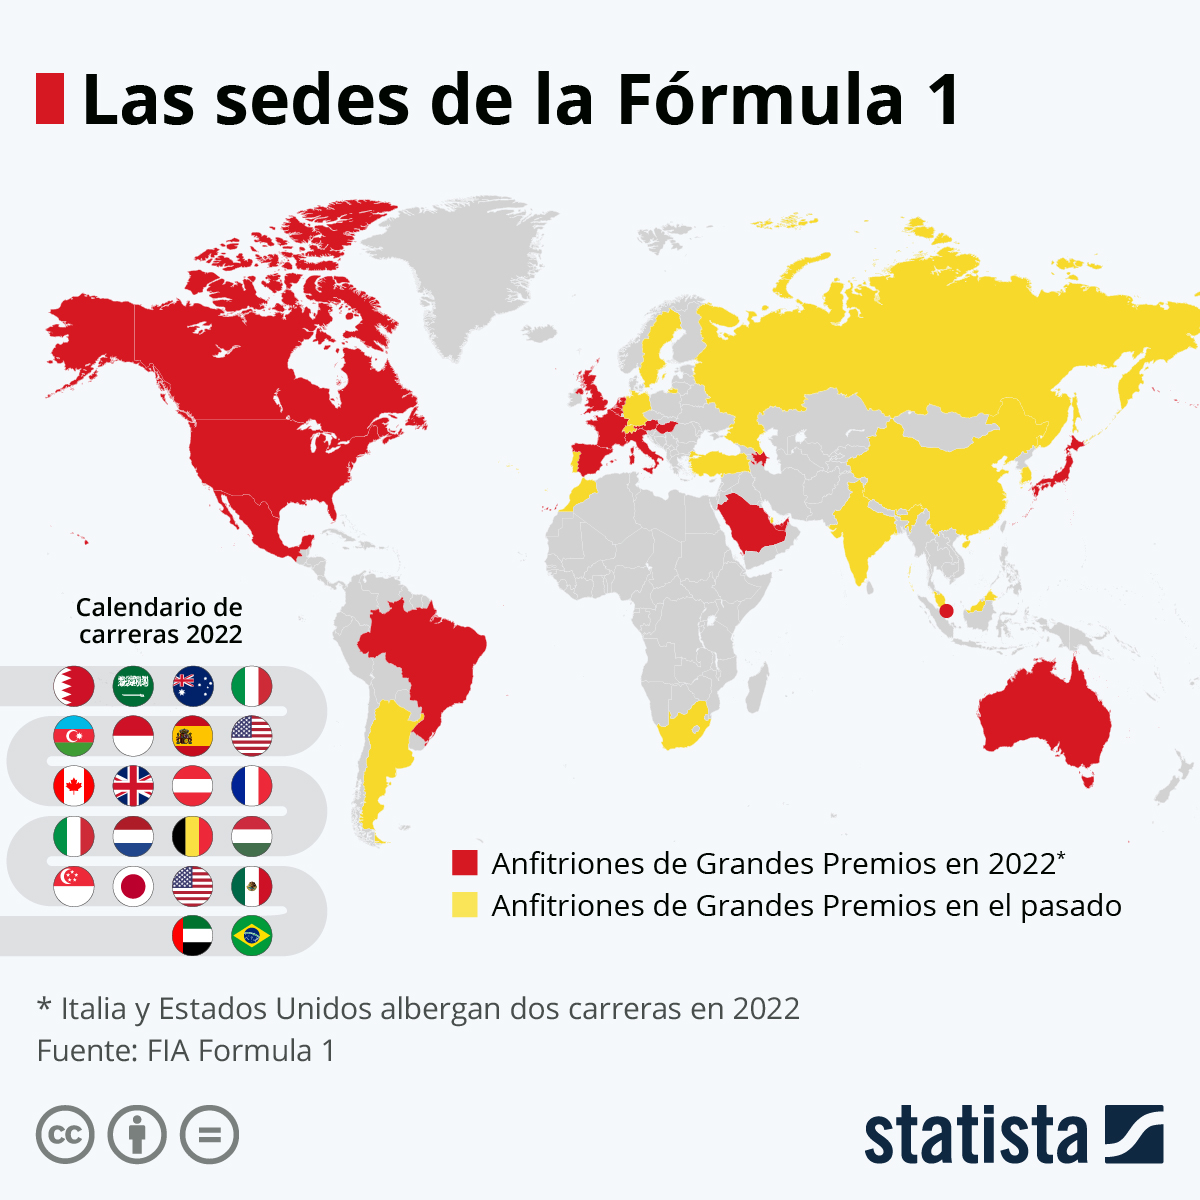 Las sedes de la Fórmula 1
Calendario de
carreras 2022
Anfitriones de Grandes Premios en 2022*
Anfitriones de Grandes Premios en el pasado
* Italia y Estados Unidos albergan dos carreras en 2022
Fuente: FIA Formula 1
cc
statista